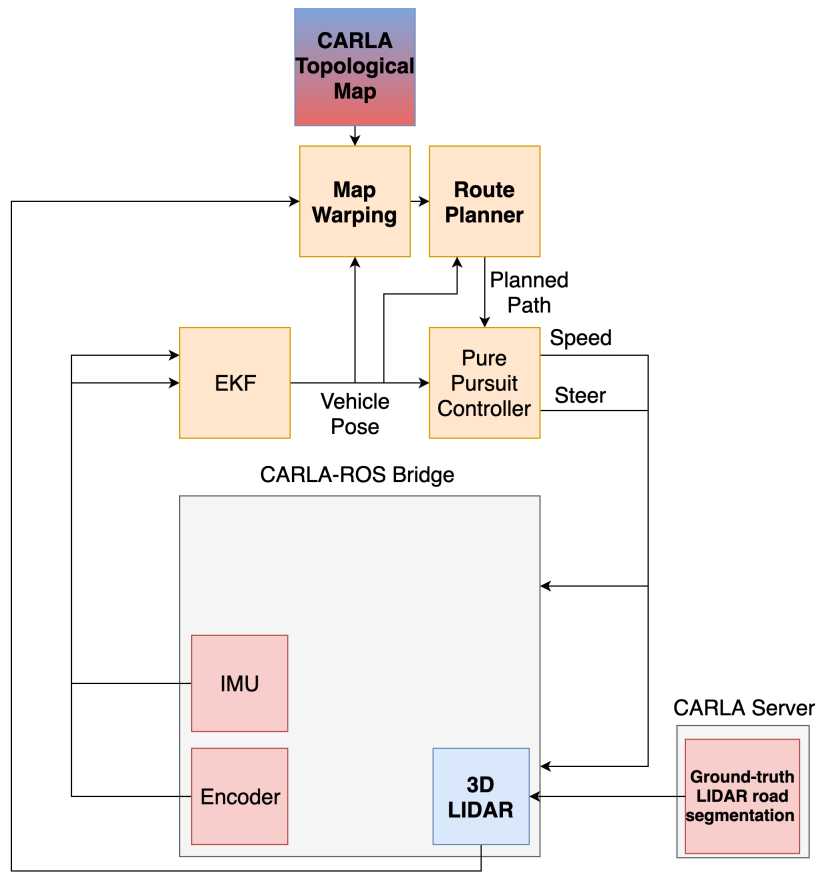 CARLA
Topological
Map
Map
Warping
Route
Planner
Planned
Path
EKF
Vehicle
Pose
Pure
Pursuit
Controller
Speed
Steer
CARLA-ROS Bridge
IMU
Encoder
3D
LIDAR
CARLA Server
Ground-truth
LIDAR road
segmentation